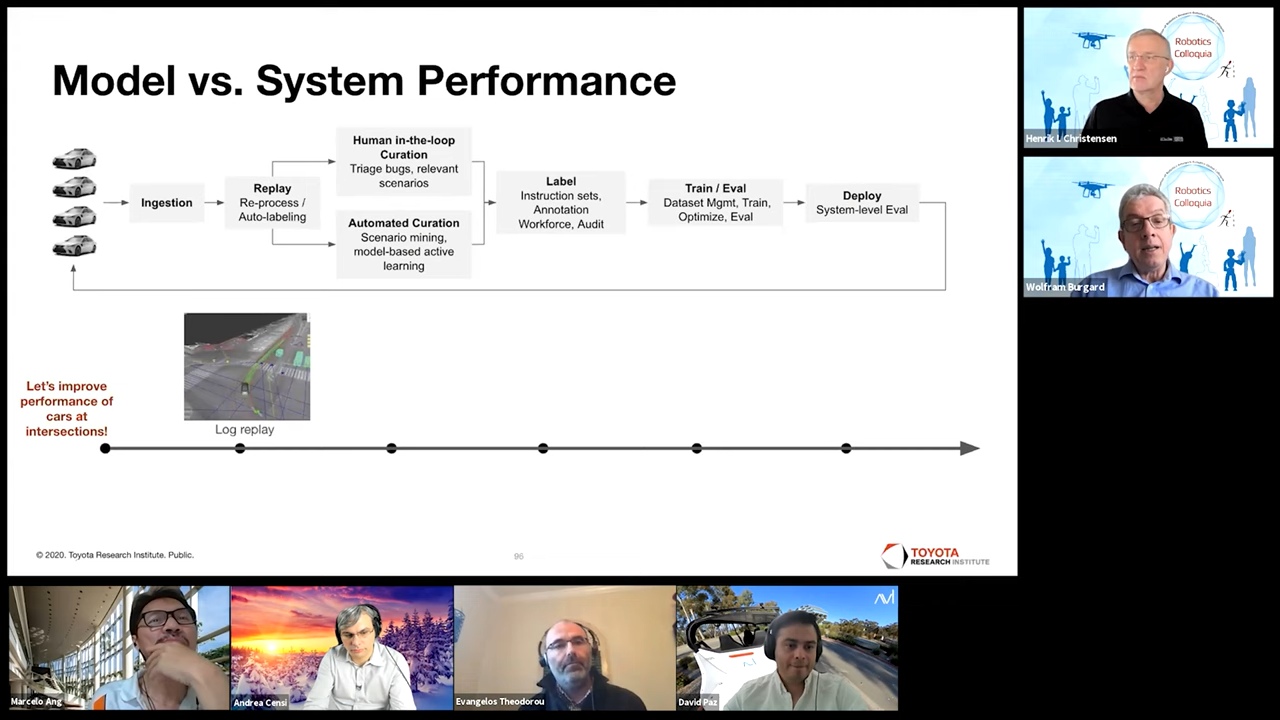 Model vs. System Performance
Ingestion
Replay
Re-process /
Auto-labeling
Human in-the-loop
Curation
Triage bugs, relevant
scenarios
Automated Curation
Scenario mining,
model-based active
learning
Label
Instruction sets,
Annotation
Workforce, Audit
Train / Eval
Dataset Mgmt, Train,
Optimize, Eval
Deploy
System-level Eval
Let's improve
performance of
cars at
intersections!
Log replay
© 2020. Toyota Research Institute. Public.
96
TOYOTA
RESEARCH INSTITUTE
Robotics
Colloquia
Henrik I. Christensen
Robotics
Colloquia
Wolfram Burgard
Marcelo Ang
Andrea Censi
Evangelos Theodorou
David Paz